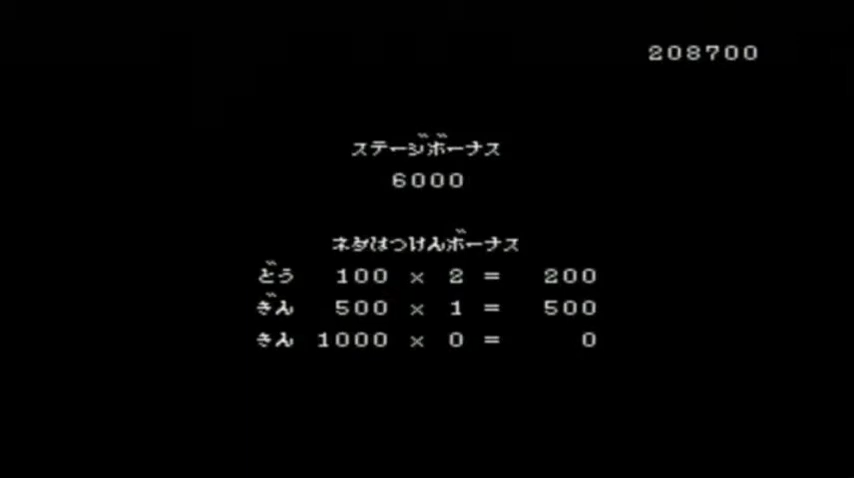 208700
ステージボーナス
6000
ネタはつけんボーナス
どう 100 × 2 = 200
ぎん 500 × 1 = 500
きん 1000 × 0 = 0